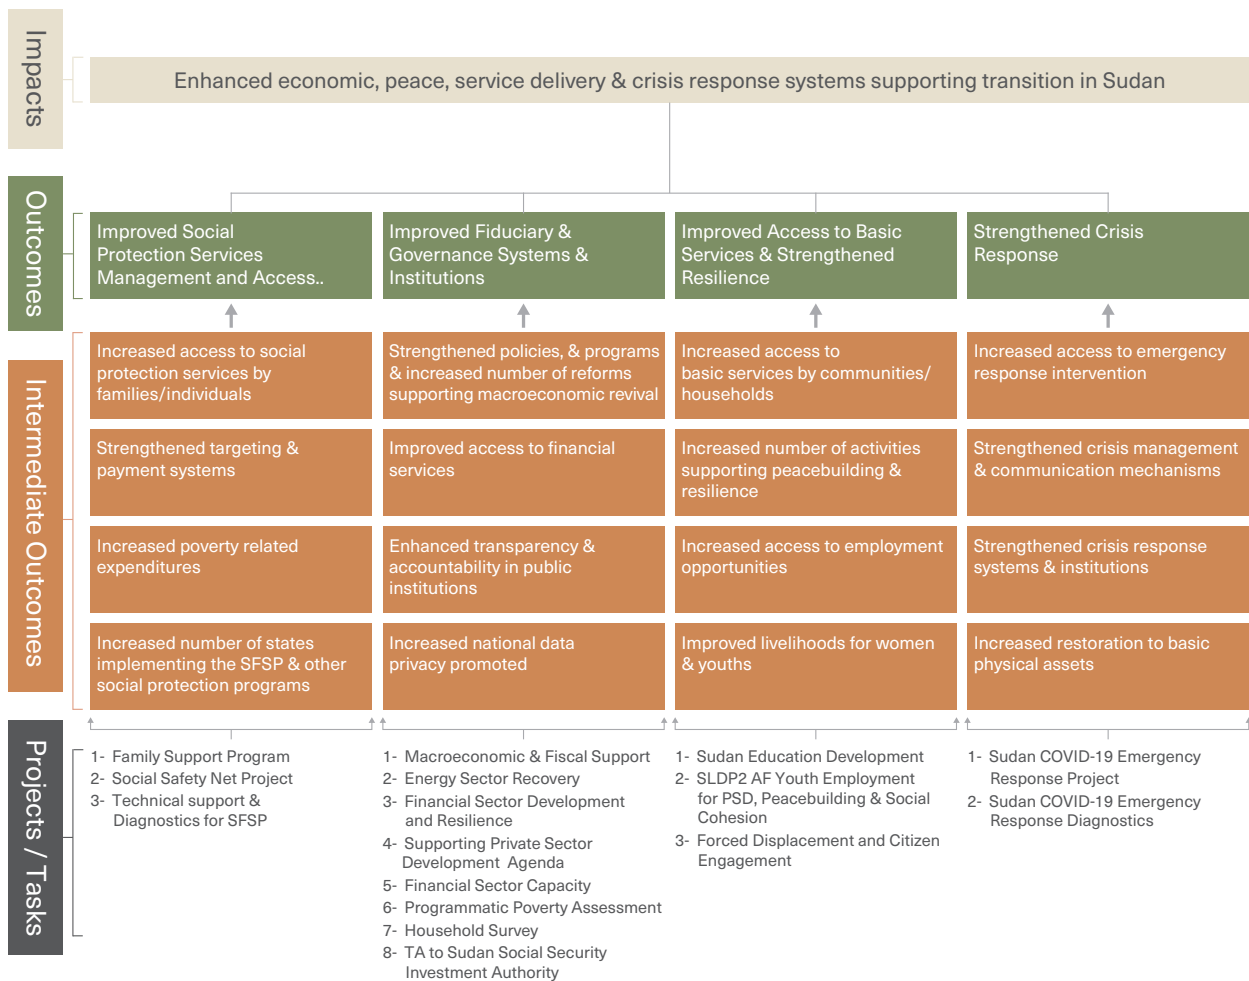 Impacts
Enhanced economic, peace, service delivery & crisis response systems supporting transition in Sudan
Outcomes
Improved Social
Protection Services
Management and Access..
Improved Fiduciary &
Governance Systems &
Institutions
Improved Access to Basic
Services & Strengthened
Resilience
Strengthened Crisis
Response
Intermediate Outcomes
Increased access to social
protection services by
families/individuals
Strengthened policies, & programs
& increased number of reforms
supporting macroeconomic revival
Increased access to
basic services by communities/
households
Increased access to emergency
response intervention
Strengthened targeting &
payment systems
Improved access to financial
services
Increased number of activities
supporting peacebuilding &
resilience
Strengthened crisis management
& communication mechanisms
Increased poverty related
expenditures
Enhanced transparency &
accountability in public
institutions
Increased access to employment
opportunities
Strengthened crisis response
systems & institutions
Increased number of states
implementing the SFSP & other
social protection programs
Increased national data
privacy promoted
Improved livelihoods for women
& youths
Increased restoration to basic
physical assets
Projects / Tasks
1- Family Support Program
2- Social Safety Net Project
3- Technical support &
Diagnostics for SFSP
1- Macroeconomic & Fiscal Support
2- Energy Sector Recovery
3- Financial Sector Development
and Resilience
4- Supporting Private Sector
Development Agenda
5- Financial Sector Capacity
6- Programmatic Poverty Assessment
7- Household Survey
8- TA to Sudan Social Security
Investment Authority
1- Sudan Education Development
2- SLDP2 AF Youth Employment
for PSD, Peacebuilding & Social
Cohesion
3- Forced Displacement and Citizen
Engagement
1- Sudan COVID-19 Emergency
Response Project
2- Sudan COVID-19 Emergency
Response Diagnostics